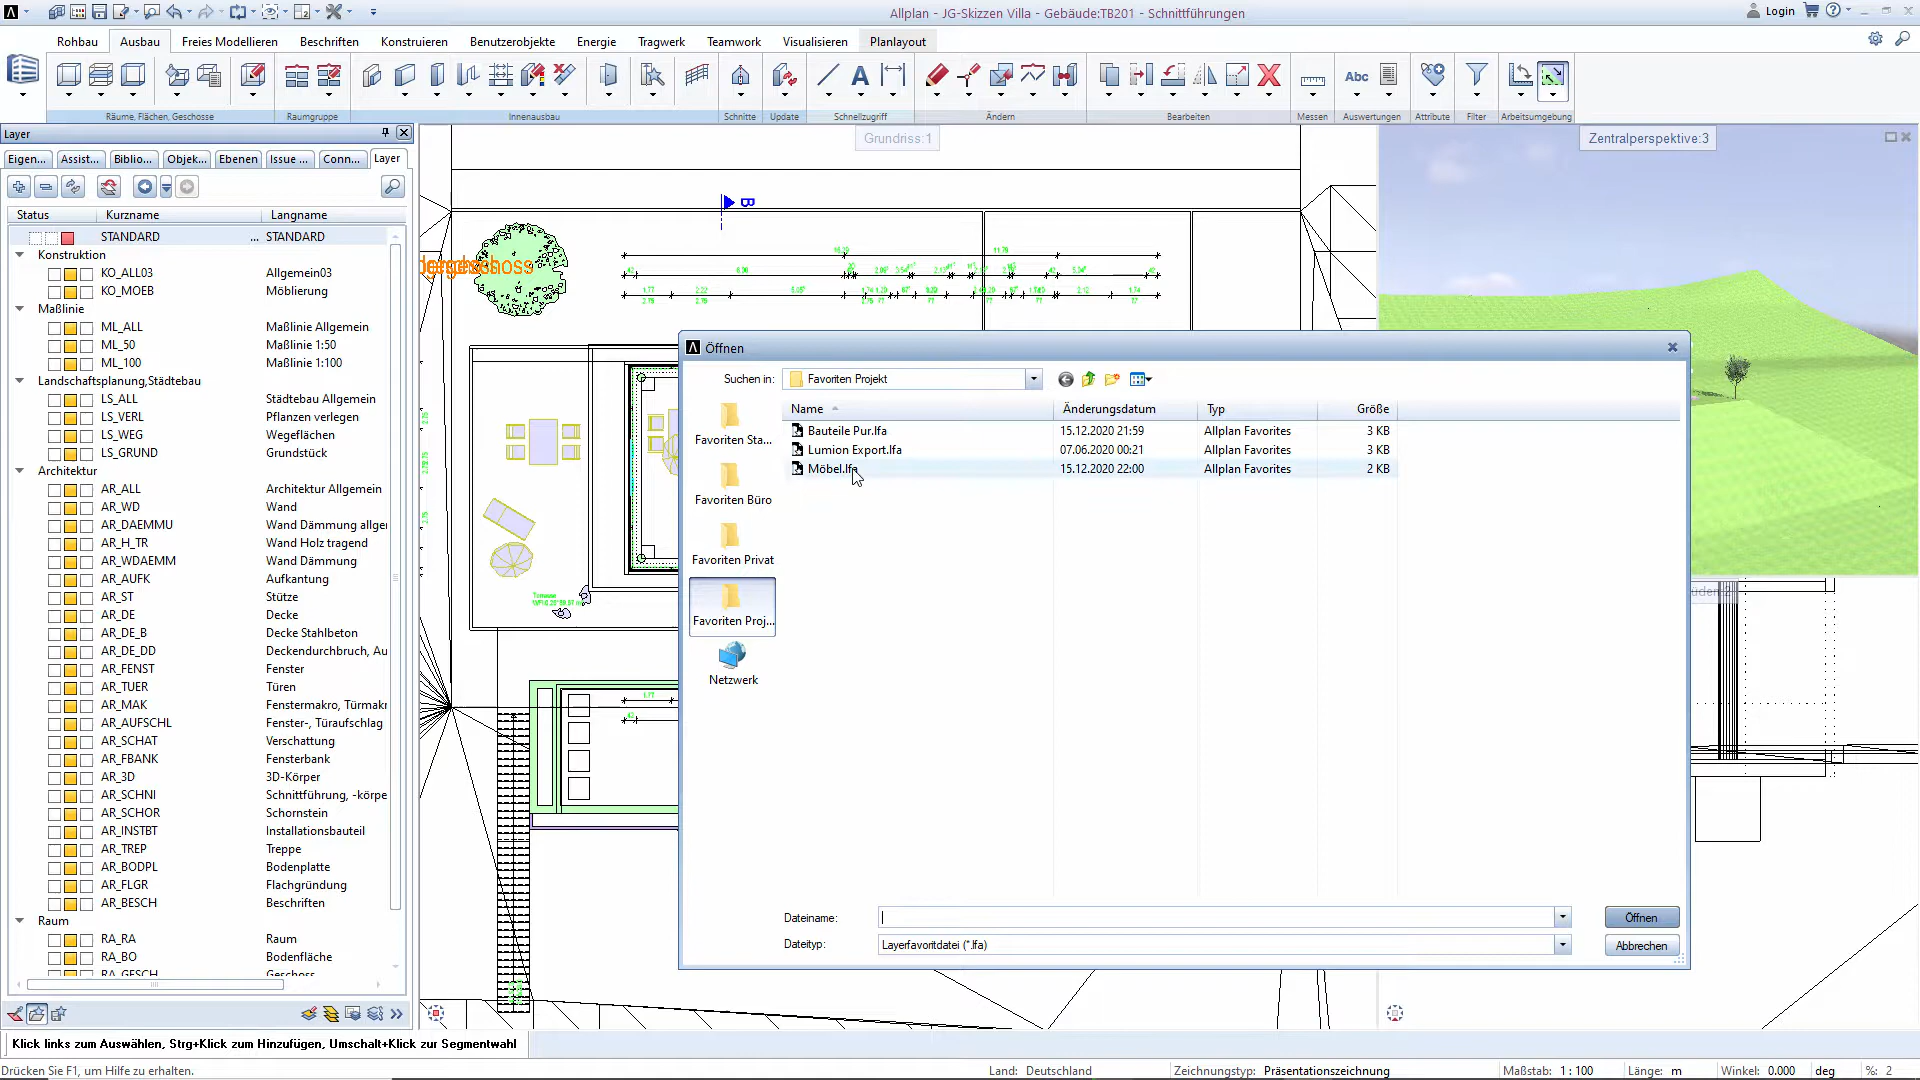 Allplan - JG-Skizzen Villa - Gebäude:TB201 - Schnittführungen
Login
Rohbau
Ausbau
Freies Modellieren
Beschriften
Konstruieren
Benutzerobjekte
Energie
Tragwerk
Teamwork
Visualisieren
Planlayout
Abc
Räume, Flächen, Geschosse
Raumgruppe
Innenausbau
Schnitte
Update
Schnellzugriff
Ändern
Bearbeiten
Messen
Auswertungen
Attribute
Filter
Arbeitsumgebung
Layer
Eigen...
Assist...
Biblio...
Objek...
Ebenen
Issue ...
Conn...
Layer
Status Kurzname Langname
STANDARD ... STANDARD
Konstruktion
KO_ALL03 Allgemein03
KO_MOEB Möblierung
Maßlinie
ML_ALL Maßlinie Allgemein
ML_50 Maßlinie 1:50
ML_100 Maßlinie 1:100
Landschaftsplanung,Städtebau
LS_ALL Städtebau Allgemein
LS_VERL Pflanzen verlegen
LS_WEG Wegeflächen
LS_GRUND Grundstück
Architektur
AR_ALL Architektur Allgemein
AR_WD Wand
AR_DAEMMU Wand Dämmung allge
AR_H_TR Wand Holz tragend
AR_WDAEMM Wand Dämmung
AR_AUFK Aufkantung
AR_ST Stütze
AR_DE Decke
AR_DE_B Decke Stahlbeton
AR_DE_DD Deckendurchbruch, Au
AR_FENST Fenster
AR_TUER Türen
AR_MAK Fenstermakro, Türmakr
AR_AUFSCHL Fenster-, Türaufschlag
AR_SCHAT Verschattung
AR_FBANK Fensterbank
AR_3D 3D-Körper
AR_SCHNI Schnittführung, -körpe
AR_SCHOR Schornstein
AR_INSTBT Installationsbauteil
AR_TREP Treppe
AR_BODPL Bodenplatte
AR_FLGR Flachgründung
AR_BESCH Beschriften
Raum
RA_RA Raum
RA_BO Bodenfläche
RA_GESCH Geschoss
Grundriss:1
Zentralperspektive:3
B
Terrasse
Öffnen
Suchen in: Favoriten Projekt
Favoriten Sta...
Favoriten Büro
Favoriten Privat
Favoriten Proj...
Netzwerk
Name Änderungsdatum Typ Größe
Bauteile Pur.lfa 15.12.2020 21:59 Allplan Favorites 3 KB
Lumion Export.lfa 07.06.2020 00:21 Allplan Favorites 3 KB
Möbel.lfa 15.12.2020 22:00 Allplan Favorites 2 KB
Dateiname:
Öffnen
Dateityp: Layerfavoritdatei (*.lfa)
Abbrechen
Klick links zum Auswählen, Strg+Klick zum Hinzufügen, Umschalt+Klick zur Segmentwahl
Drücken Sie F1, um Hilfe zu erhalten.
Land: Deutschland
Zeichnungstyp: Präsentationszeichnung
Maßstab: 1 : 100
Länge: m
Winkel: 0.000 deg
%: 2